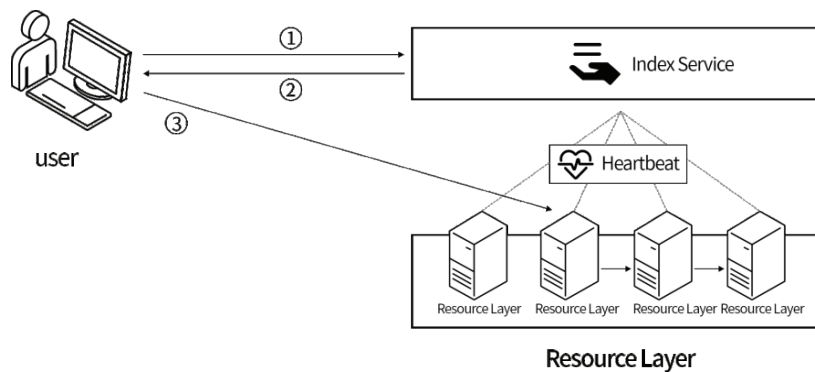 ①
Index Service
②
③
user
Heartbeat
Resource Layer Resource Layer Resource Layer Resource Layer
Resource Layer